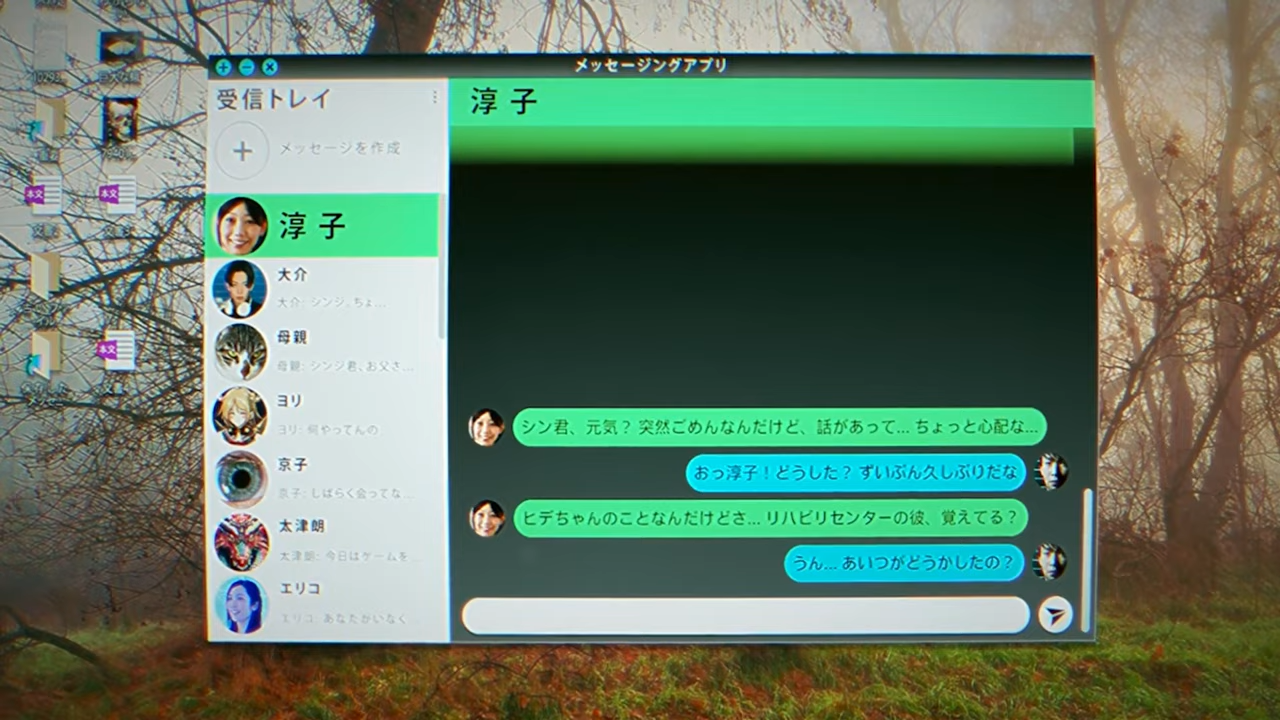 メッセージングアプリ
受信トレイ
メッセージを作成
淳子
大介
大介: シンジ、ちょ...
母親
母親: シンジ君、お父さ...
ヨリ
ヨリ: 何やってんの
京子
京子: しばらく会ってな...
太津朗
太津朗: 今日はゲームを...
エリコ
エリコ: あなたがいなく
淳子
シン君、元気？突然ごめんなんだけど、話があって... ちょっと心配な...
おっ淳子！どうした？ずいぶん久しぶりだな
ヒデちゃんのことなんだけどさ... リハビリセンターの彼、覚えてる？
うん... あいつがどうかしたの？
本文
本文
本文